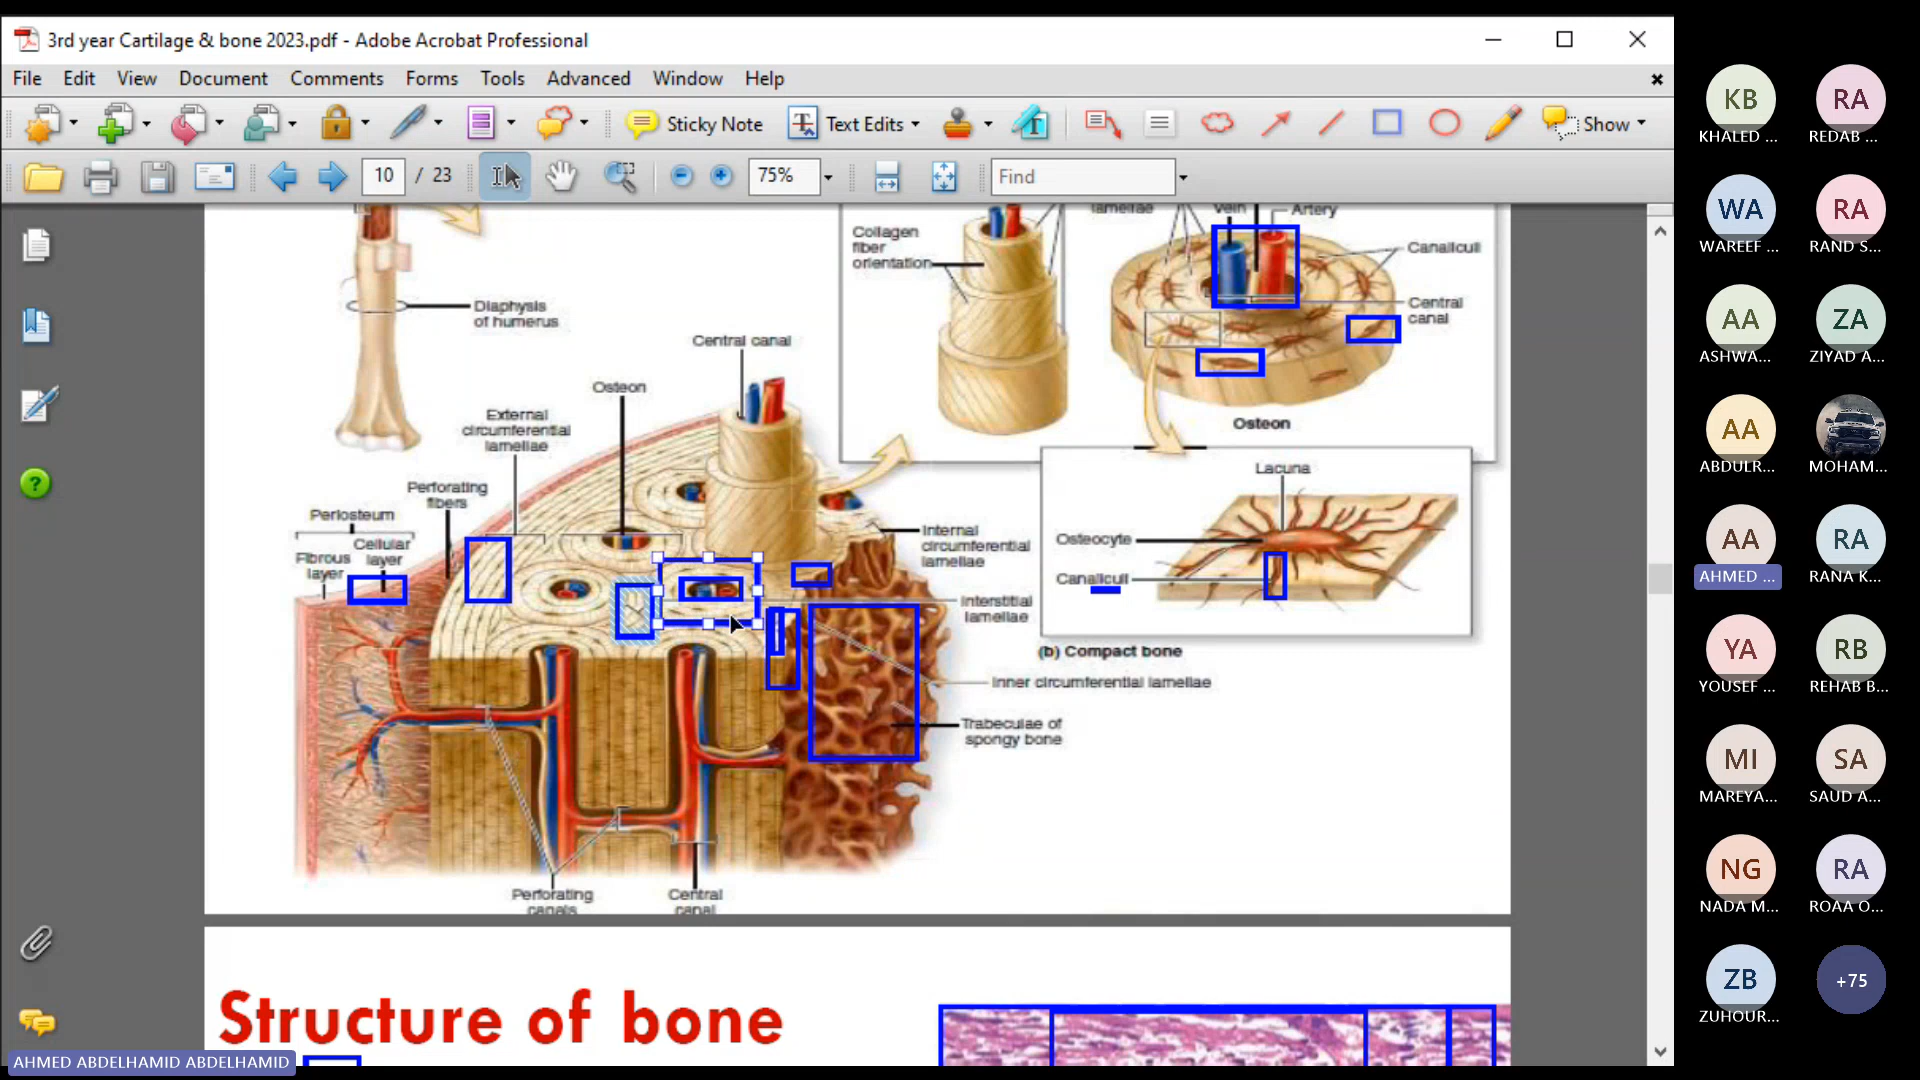 3rd year Cartilage & bone 2023.pdf - Adobe Acrobat Professional
File Edit View Document Comments Forms Tools Advanced Window Help
Sticky Note Text Edits Show
10 / 23 75% Find
lamellae Vein Artery
Collagen
fiber
orientation
Canaliculi
Central
canal
Osteon
Diaphysis
of humerus
Central canal
Osteon
External
circumferential
lamellae
Perforating
fibers
Periosteum
Fibrous
layer
Cellular
layer
Internal
circumferential
lamellae
Interstitial
lamellae
Lacuna
Osteocyte
Canaliculi
(b) Compact bone
Inner circumferential lamellae
Trabeculae of
spongy bone
Perforating
canals
Central
canal
Structure of bone
AHMED ABDELHAMID ABDELHAMID
KB RA
KHALED ... REDAB ...
WA RA
WAREEF ... RAND S...
AA ZA
ASHWA... ZIYAD A...
AA
ABDULR... MOHAM...
AA RA
AHMED ... RANA K...
YA RB
YOUSEF ... REHAB B...
MI SA
MAREYA... SAUD A...
NG RA
NADA M... ROAA O...
ZB +75
ZUHOUR...